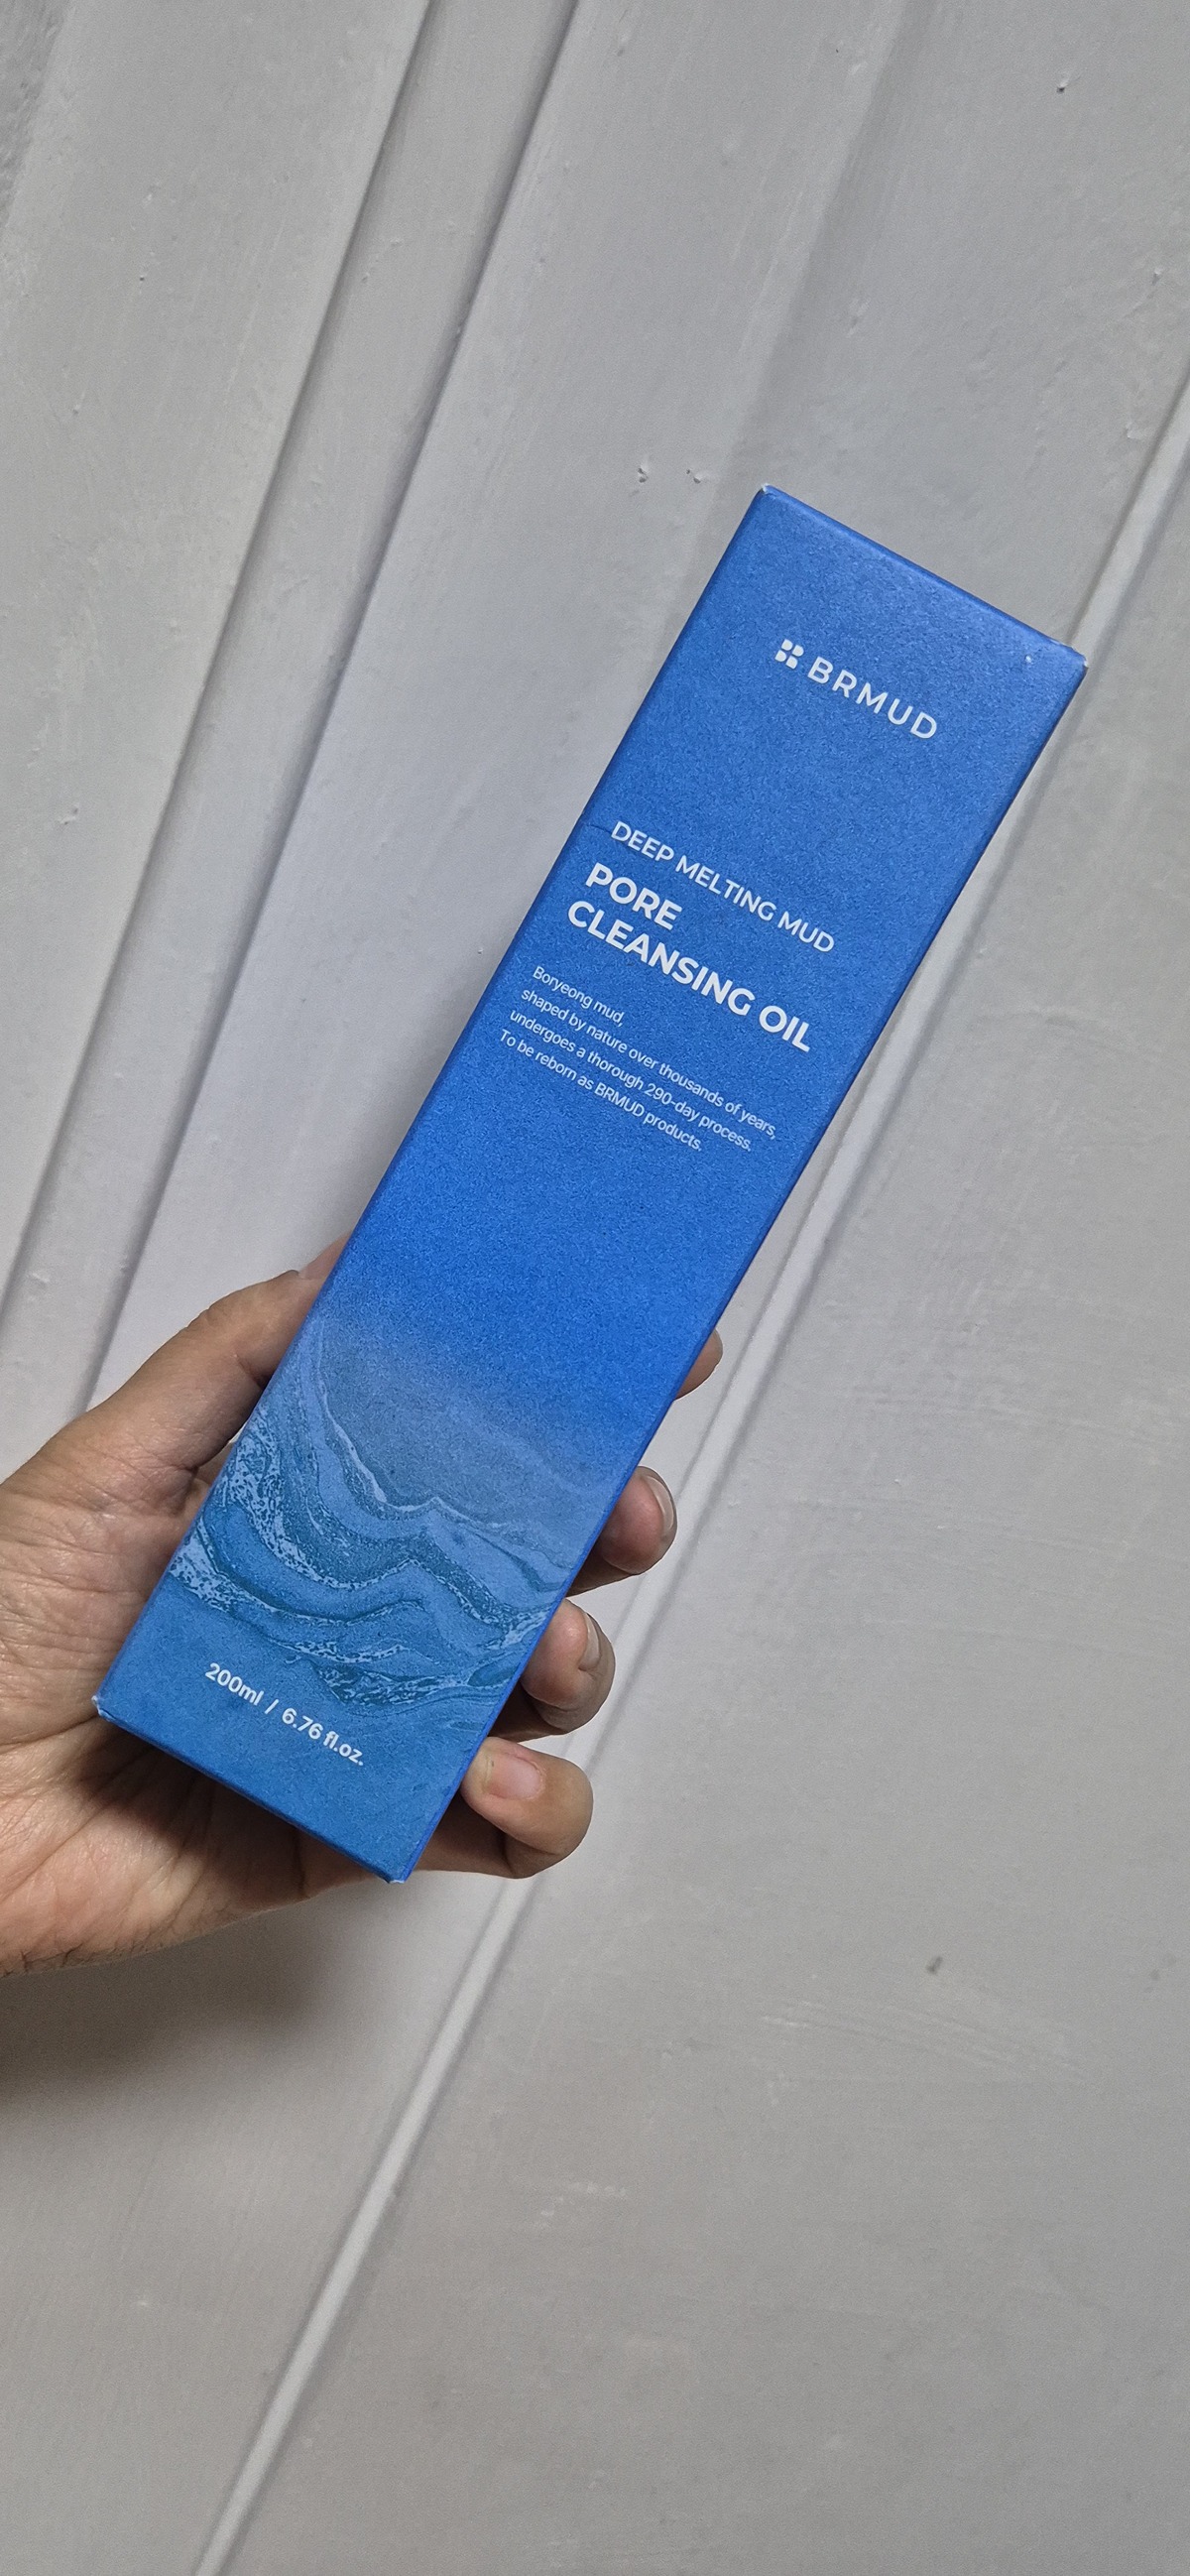 BRMUD
DEEP MELTING MUD
PORE
CLEANSING OIL
Boryeong mud,
shaped by nature over thousands of years,
undergoes a thorough 290-day process.
To be reborn as BRMUD products.
200ml / 6.76 fl.oz.